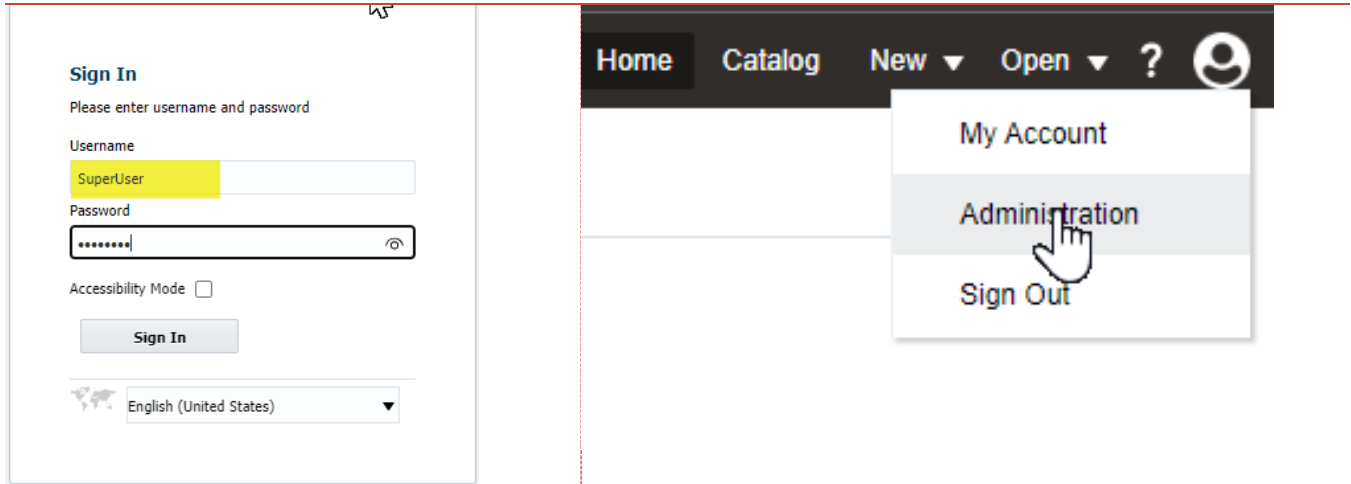 Sign In
Please enter username and password
Username
SuperUser
Password
••••••••
Accessibility Mode
Sign In
English (United States)
Home Catalog New ▼ Open ▼ ?
My Account
Administration
Sign Out